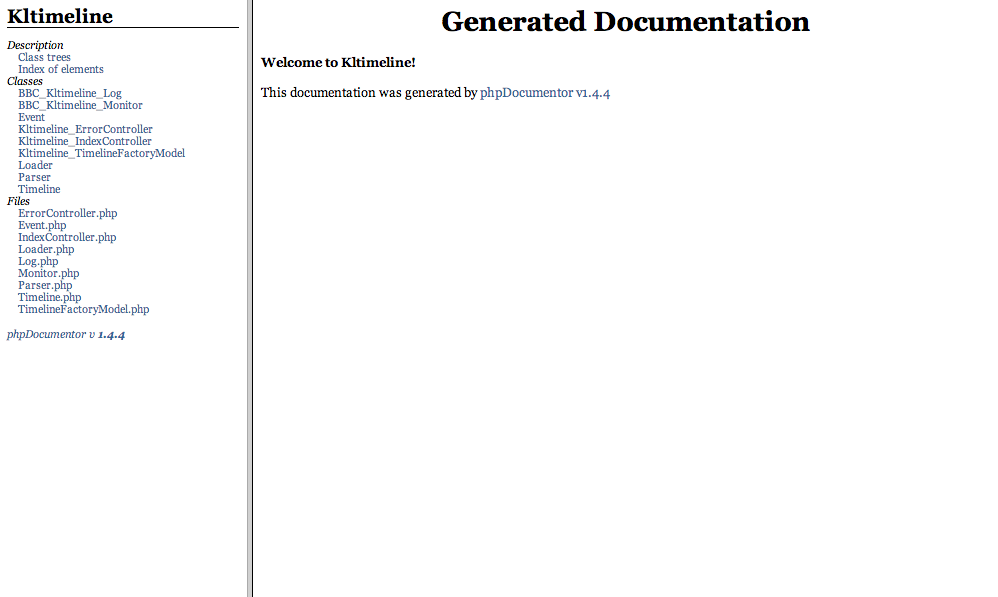 Kltimeline
Description
Class trees
Index of elements
Classes
BBC_Kltimeline_Log
BBC_Kltimeline_Monitor
Event
Kltimeline_ErrorController
Kltimeline_IndexController
Kltimeline_TimelineFactoryModel
Loader
Parser
Timeline
Files
ErrorController.php
Event.php
IndexController.php
Loader.php
Log.php
Monitor.php
Parser.php
Timeline.php
TimelineFactoryModel.php
phpDocumentor v 1.4.4
Generated Documentation
Welcome to Kltimeline!
This documentation was generated by phpDocumentor v1.4.4